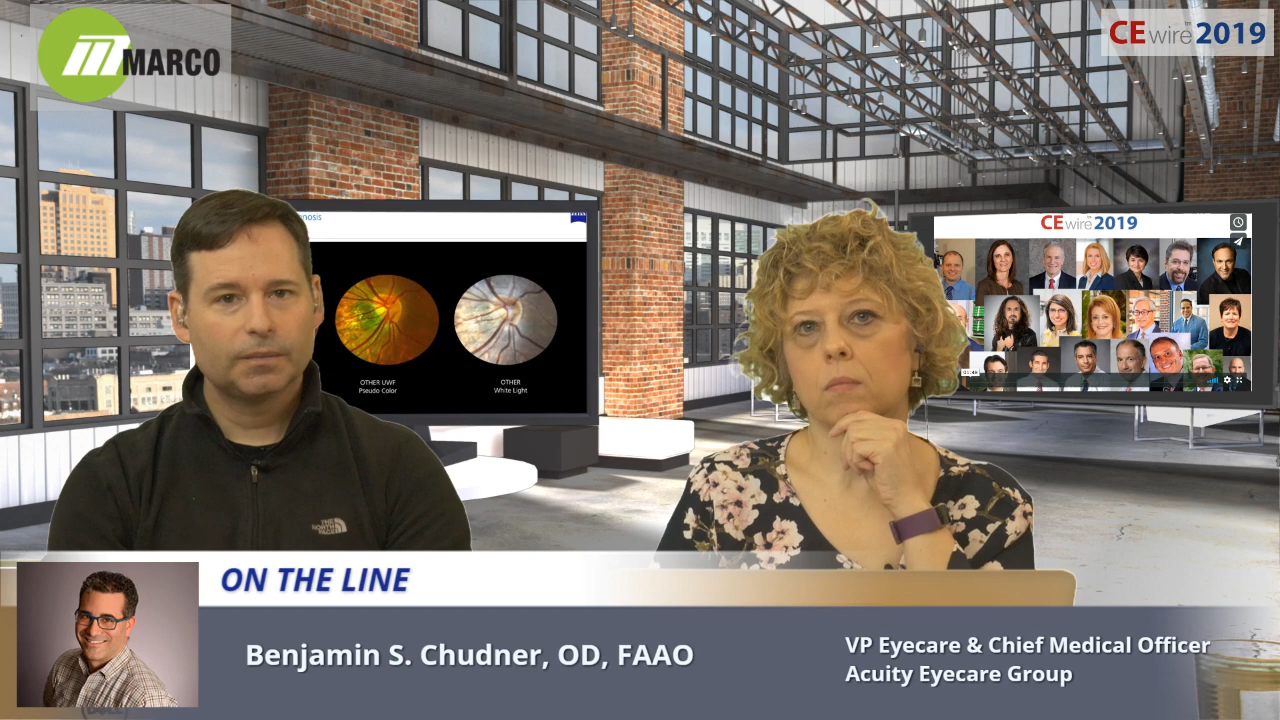 MARCO
CEwire2019
nosis
ZEISS
CEwire2019
OTHER UWF
Pseudo Color
OTHER
White Light
THE
NORTH
FACE
ON THE LINE
Benjamin S. Chudner, OD, FAAO
VP Eyecare & Chief Medical Officer
Acuity Eyecare Group